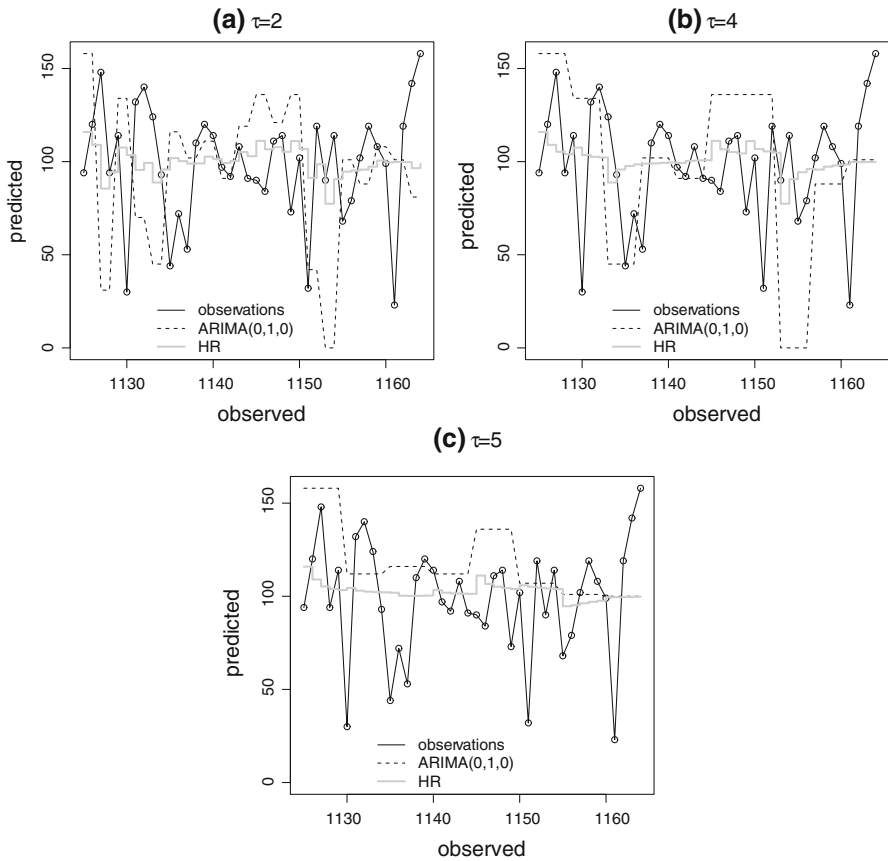 (a) τ=2
predicted
0
50
100
150
observations
ARIMA(0,1,0)
HR
1130
1140
1150
1160
observed
(b) τ=4
predicted
0
50
100
150
observations
ARIMA(0,1,0)
HR
1130
1140
1150
1160
observed
(c) τ=5
predicted
0
50
100
150
observations
ARIMA(0,1,0)
HR
1130
1140
1150
1160
observed